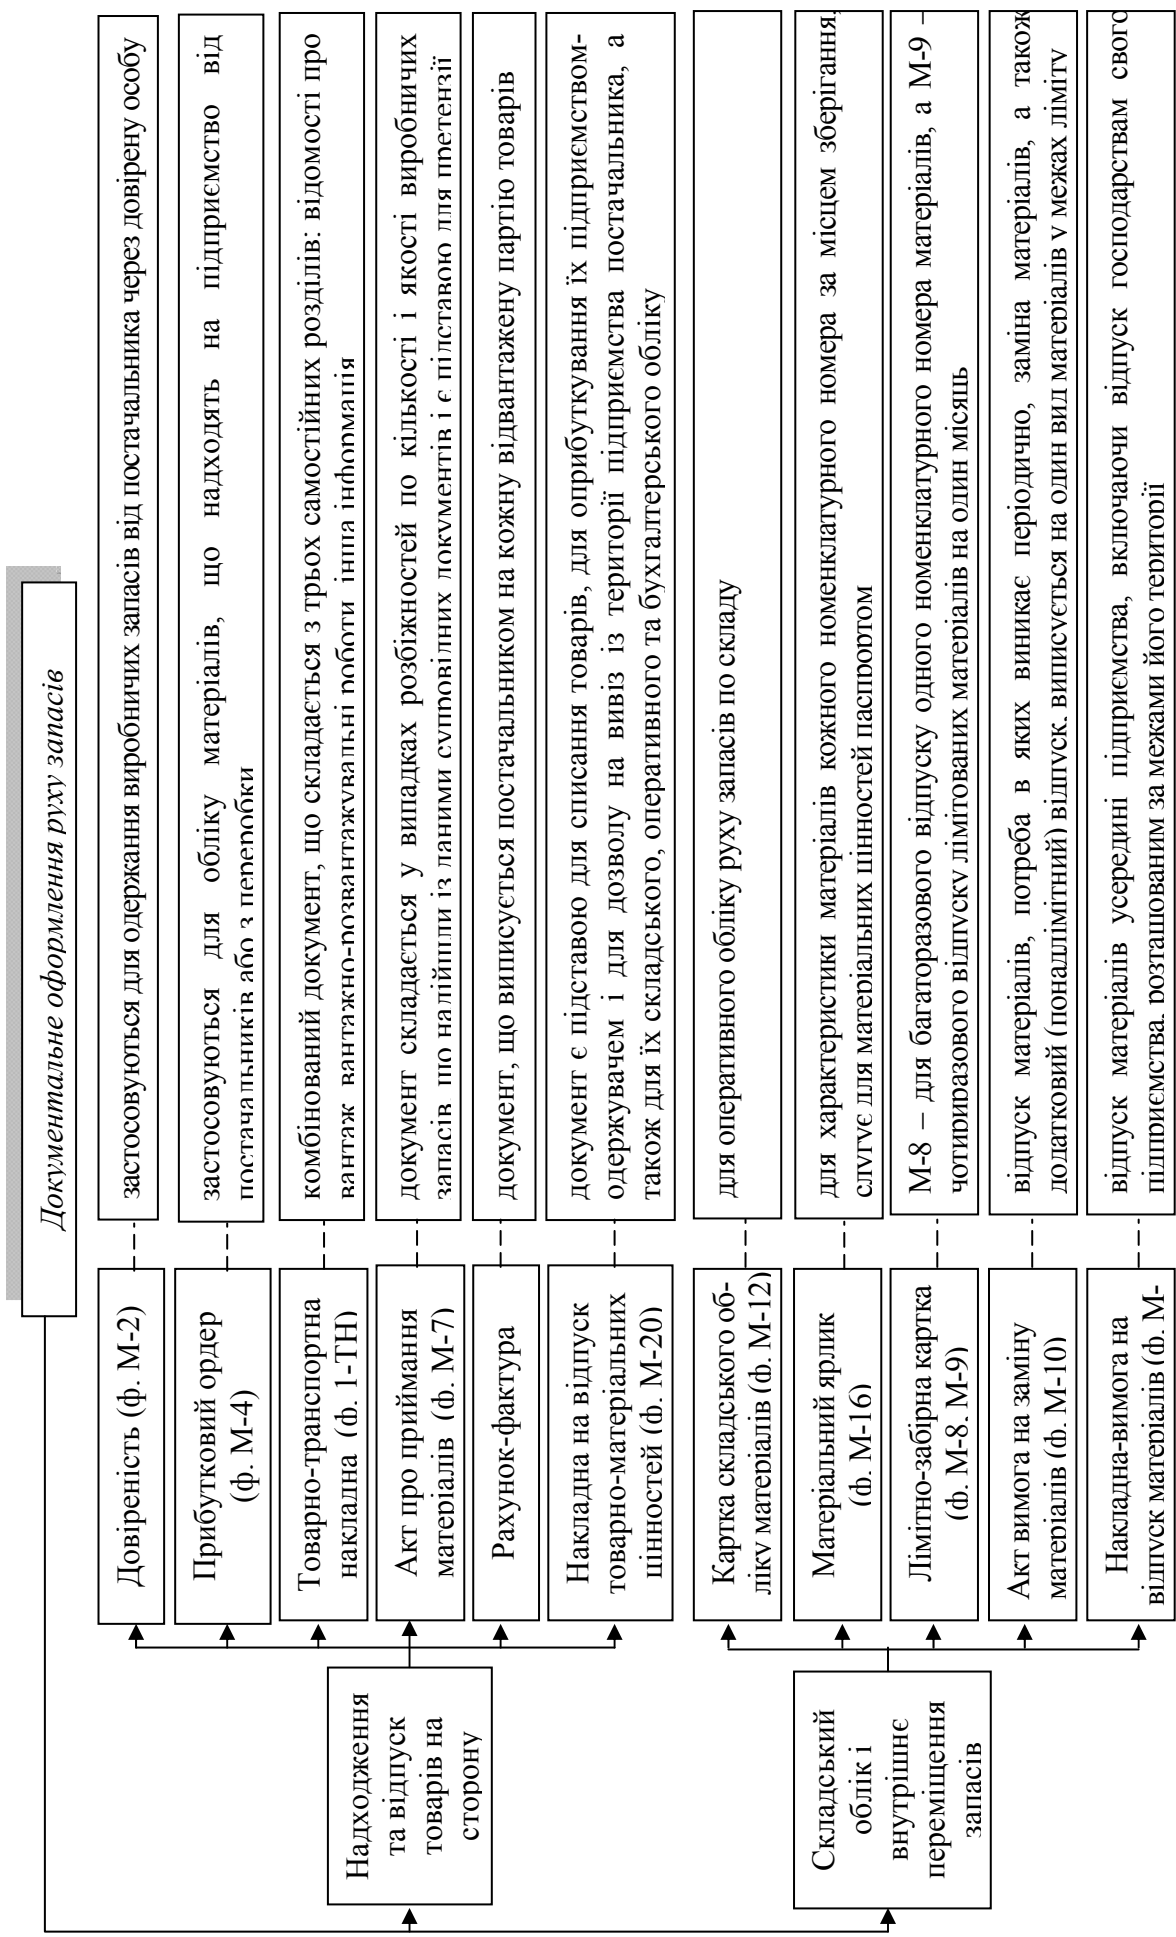 Документальне оформлення руху запасів
Надходження
та відпуск
товарів на
сторону
Довіреність (ф. М-2)
застосовуються для одержання виробничих запасів від постачальника через довірену особу
Прибутковий ордер
(ф. М-4)
застосовуються для обліку матеріалів, що надходять на підприємство від
постачальників або з переробки
Товарно-транспортна
накладна (ф. 1-ТН)
комбінований документ, що складається з трьох самостійних розділів: відомості про
вантаж вантажно-розвантажувальні роботи інша інформація
Акт про приймання
матеріалів (ф. М-7)
документ складається у випадках розбіжностей по кількості і якості виробничих
запасів що надійшли із даними супровідних документів і є підставою для претензії
Рахунок-фактура
документ, що виписується постачальником на кожну відвантажену партію товарів
Накладна на відпуск
товарно-матеріальних
цінностей (ф. М-20)
документ є підставою для списання товарів, для оприбуткування їх підприємством-
одержувачем і для дозволу на вивіз із території підприємства постачальника, а
також для їх складського, оперативного та бухгалтерського обліку
Складський
облік і
внутрішнє
переміщення
запасів
Картка складського об-
ліку матеріалів (ф. М-12)
для оперативного обліку руху запасів по складу
Матеріальний ярлик
(ф. М-16)
для характеристики матеріалів кожного номенклатурного номера за місцем зберігання,
слугує для матеріальних цінностей паспортом
Лімітно-забірна картка
(ф. М-8, М-9)
М-8 – для багаторазового відпуску одного номенклатурного номера матеріалів, а М-9 –
чотириразового відпуску лімітованих матеріалів на один місяць
Акт вимога на заміну
матеріалів (ф. М-10)
відпуск матеріалів, потреба в яких виникає періодично, заміна матеріалів, а також
додатковий (понадлімітний) відпуск, виписується на один вид матеріалів у межах ліміту
Накладна-вимога на
відпуск матеріалів (ф. М-
відпуск матеріалів усередині підприємства, включаючи відпуск господарствам свого
підприємства, розташованим за межами його території